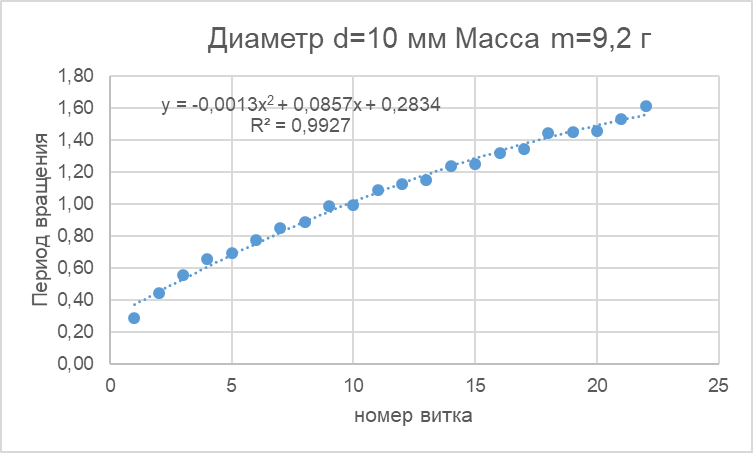 Диаметр d=10 мм Масса m=9,2 г
y = -0,0013x² + 0,0857x + 0,2834
R² = 0,9927
Период вращения
1,80
1,60
1,40
1,20
1,00
0,80
0,60
0,40
0,20
0,00
0 5 10 15 20 25
номер витка